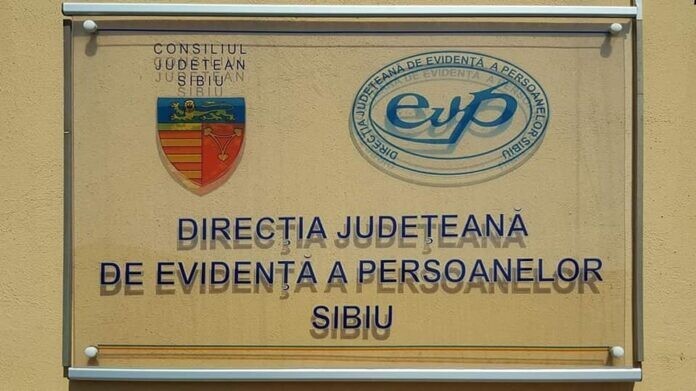 CONSILIUL
JUDEȚEAN
SIBIU
DIRECȚIA JUDEȚEANĂ DE EVIDENȚĂ A PERSOANELOR SIBIU
evp
DIRECȚIA JUDEȚEANĂ
DE EVIDENȚĂ A PERSOANELOR
SIBIU